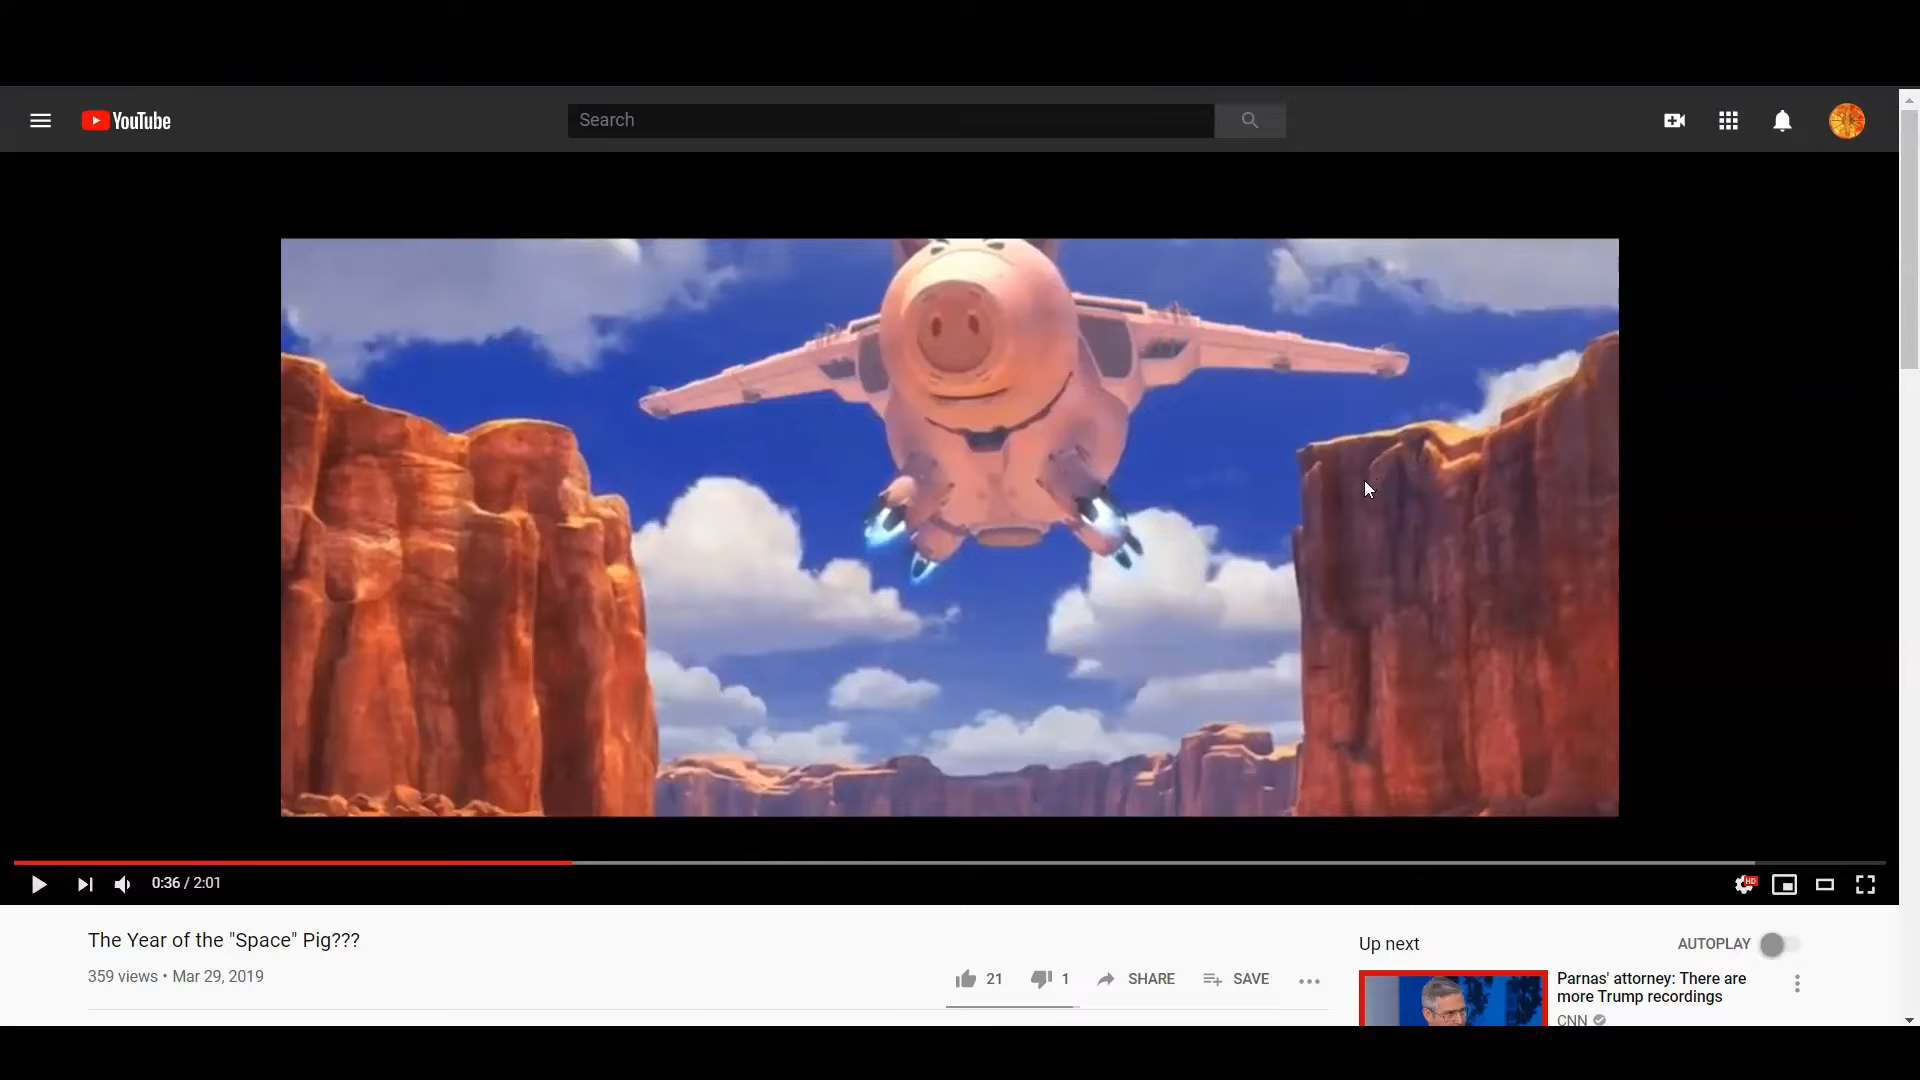 YouTube
Search
0:36 / 2:01
HD
The Year of the "Space" Pig???
359 views • Mar 29, 2019
21
1
SHARE
SAVE
Up next
AUTOPLAY
Parnas' attorney: There are
more Trump recordings
CNN